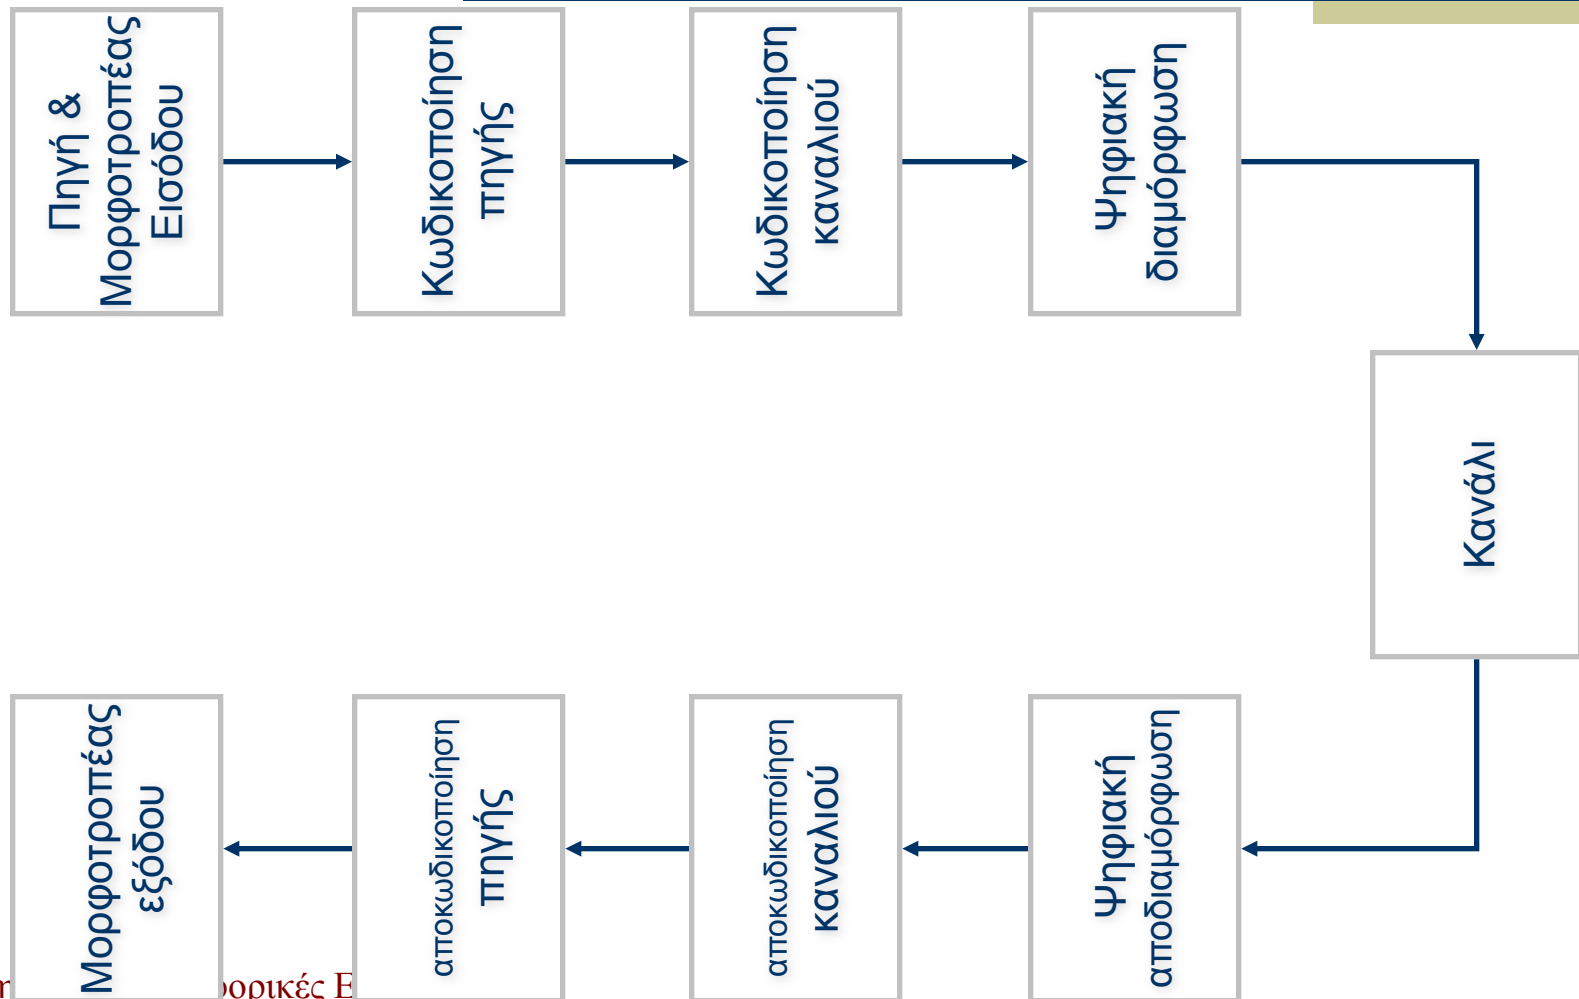 Πηγή &
Μορφοτροπέας
Εισόδου
Κωδικοποίηση
πηγής
Κωδικοποίηση
καναλιού
Ψηφιακή
διαμόρφωση
Κανάλι
Μορφοτροπέας
εξόδου
αποκωδικοποίηση
πηγής
αποκωδικοποίηση
καναλιού
Ψηφιακή
αποδιαμόρφωση